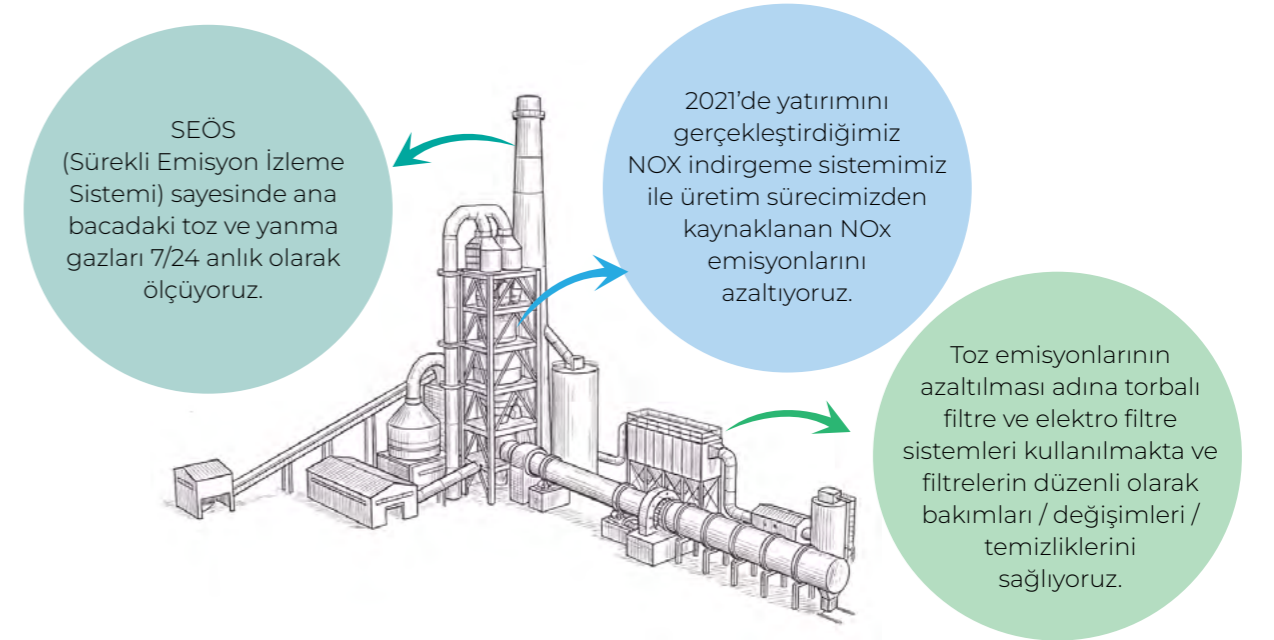 SEÖS
(Sürekli Emisyon İzleme
Sistemi) sayesinde ana
bacadaki toz ve yanma
gazları 7/24 anlık olarak
ölçüyoruz.
2021’de yatırımını
gerçekleştirdiğimiz
NOX indirgeme sistemimiz
ile üretim sürecimizden
kaynaklanan NOx
emisyonlarını
azaltıyoruz.
Toz emisyonlarının
azaltılması adına torbalı
filtre ve elektro filtre
sistemleri kullanılmakta ve
filtrelerin düzenli olarak
bakımları / değişimleri /
temizliklerini
sağlıyoruz.